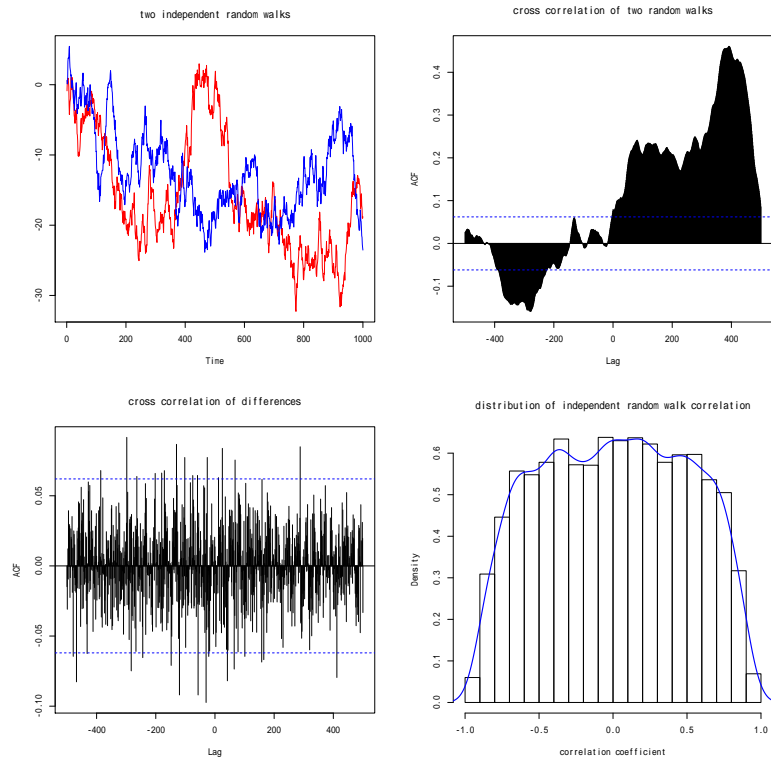 two independent random walks
0
-10
-20
-30
0 200 400 600 800 1000
Time
cross correlation of two random walks
ACF
0.4
0.3
0.2
0.1
0.0
-0.1
-400 -200 0 200 400
Lag
cross correlation of differences
ACF
0.05
0.00
-0.05
-0.10
-400 -200 0 200 400
Lag
distribution of independent random walk correlation
Density
0.6
0.5
0.4
0.3
0.2
0.1
0.0
-1.0 -0.5 0.0 0.5 1.0
correlation coefficient